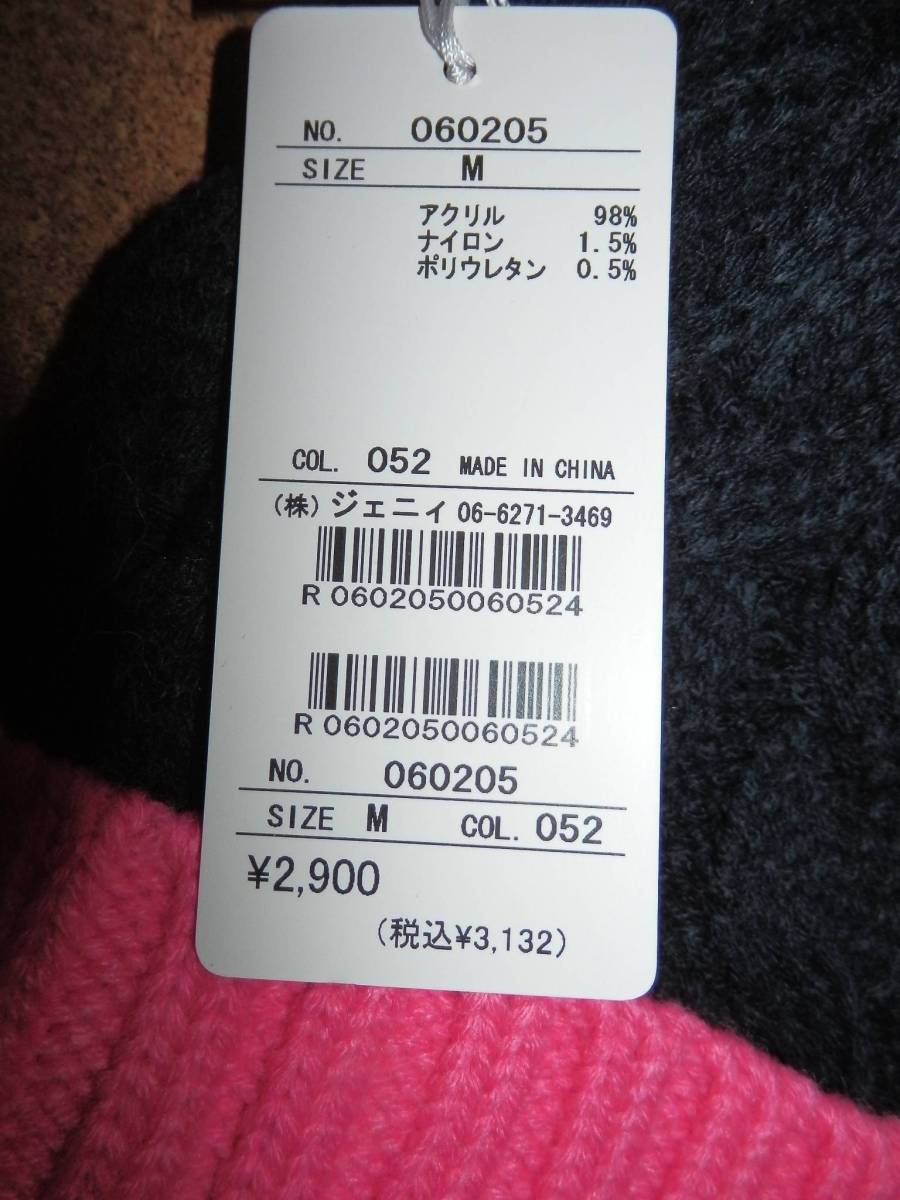 NO. 060205
SIZE M
アクリル 98%
ナイロン 1.5%
ポリウレタン 0.5%
COL. 052 MADE IN CHINA
(株)ジェニィ 06-6271-3469
R 0602050060524
R 0602050060524
NO. 060205
SIZE M COL. 052
¥2,900
(税込¥3,132)